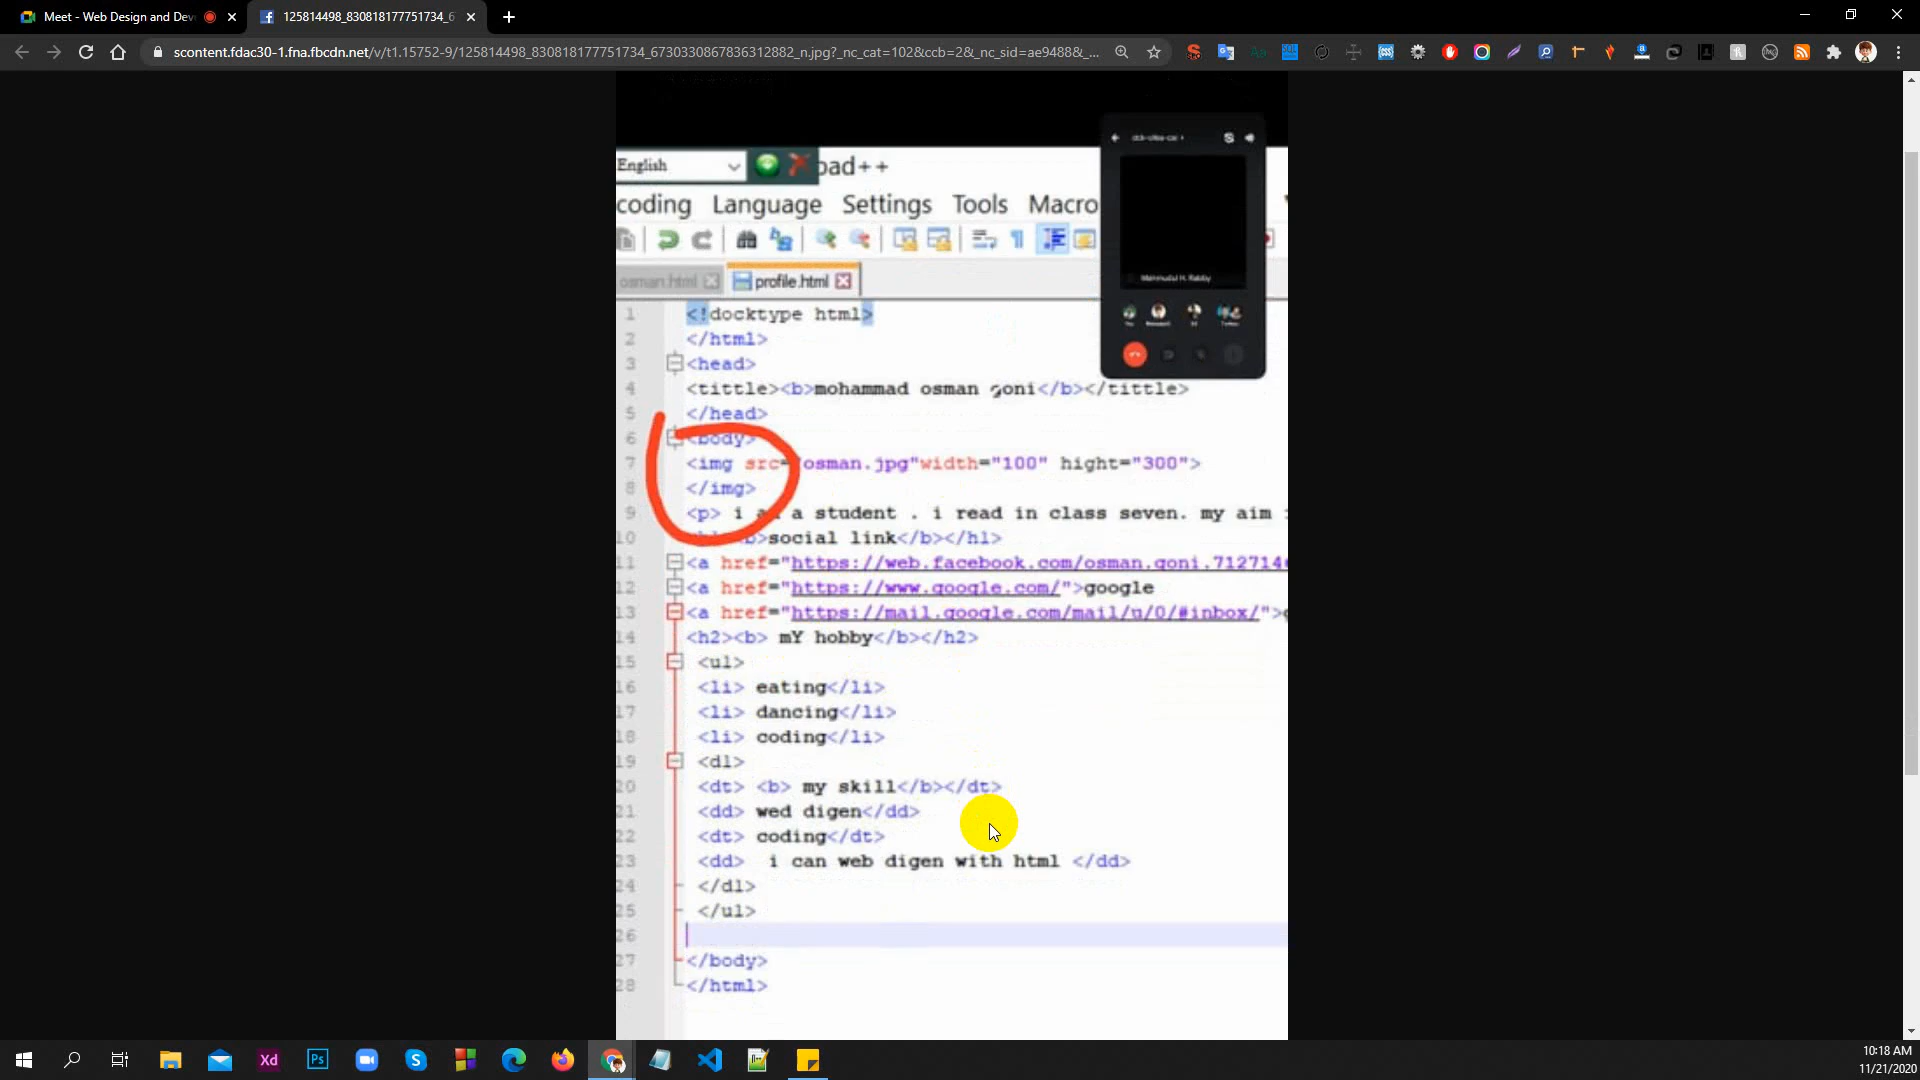 Meet - Web Design and Dev
125814498_830818177751734_6
scontent.fdac30-1.fna.fbcdn.net/v/t1.15752-9/125814498_830818177751734_6730330867836312882_n.jpg?_nc_cat=102&ccb=2&_nc_sid=ae9488&_...
English
pad++
coding Language Settings Tools Macro
osman.html
profile.html
Mahmudul H. Rabby
1 <!docktype html>
2 </html>
3 <head>
4 <tittle><b>mohammad osman goni</b></tittle>
5 </head>
6 <body>
7 <img src="osman.jpg"width="100" hight="300">
8 </img>
9 <p> i a a student . i read in class seven. my aim
10 b>social link</b></h1>
11 <a href="https://web.facebook.com/osman.goni.712714
12 <a href="https://www.google.com/">google
13 <a href="https://mail.google.com/mail/u/0/#inbox/">
14 <h2><b> mY hobby</b></h2>
15 <ul>
16 <li> eating</li>
17 <li> dancing</li>
18 <li> coding</li>
19 <dl>
20 <dt> <b> my skill</b></dt>
21 <dd> wed digen</dd>
22 <dt> coding</dt>
23 <dd> i can web digen with html </dd>
24 </dl>
25 </ul>
26
27 </body>
28 </html>
10:18 AM
11/21/2020